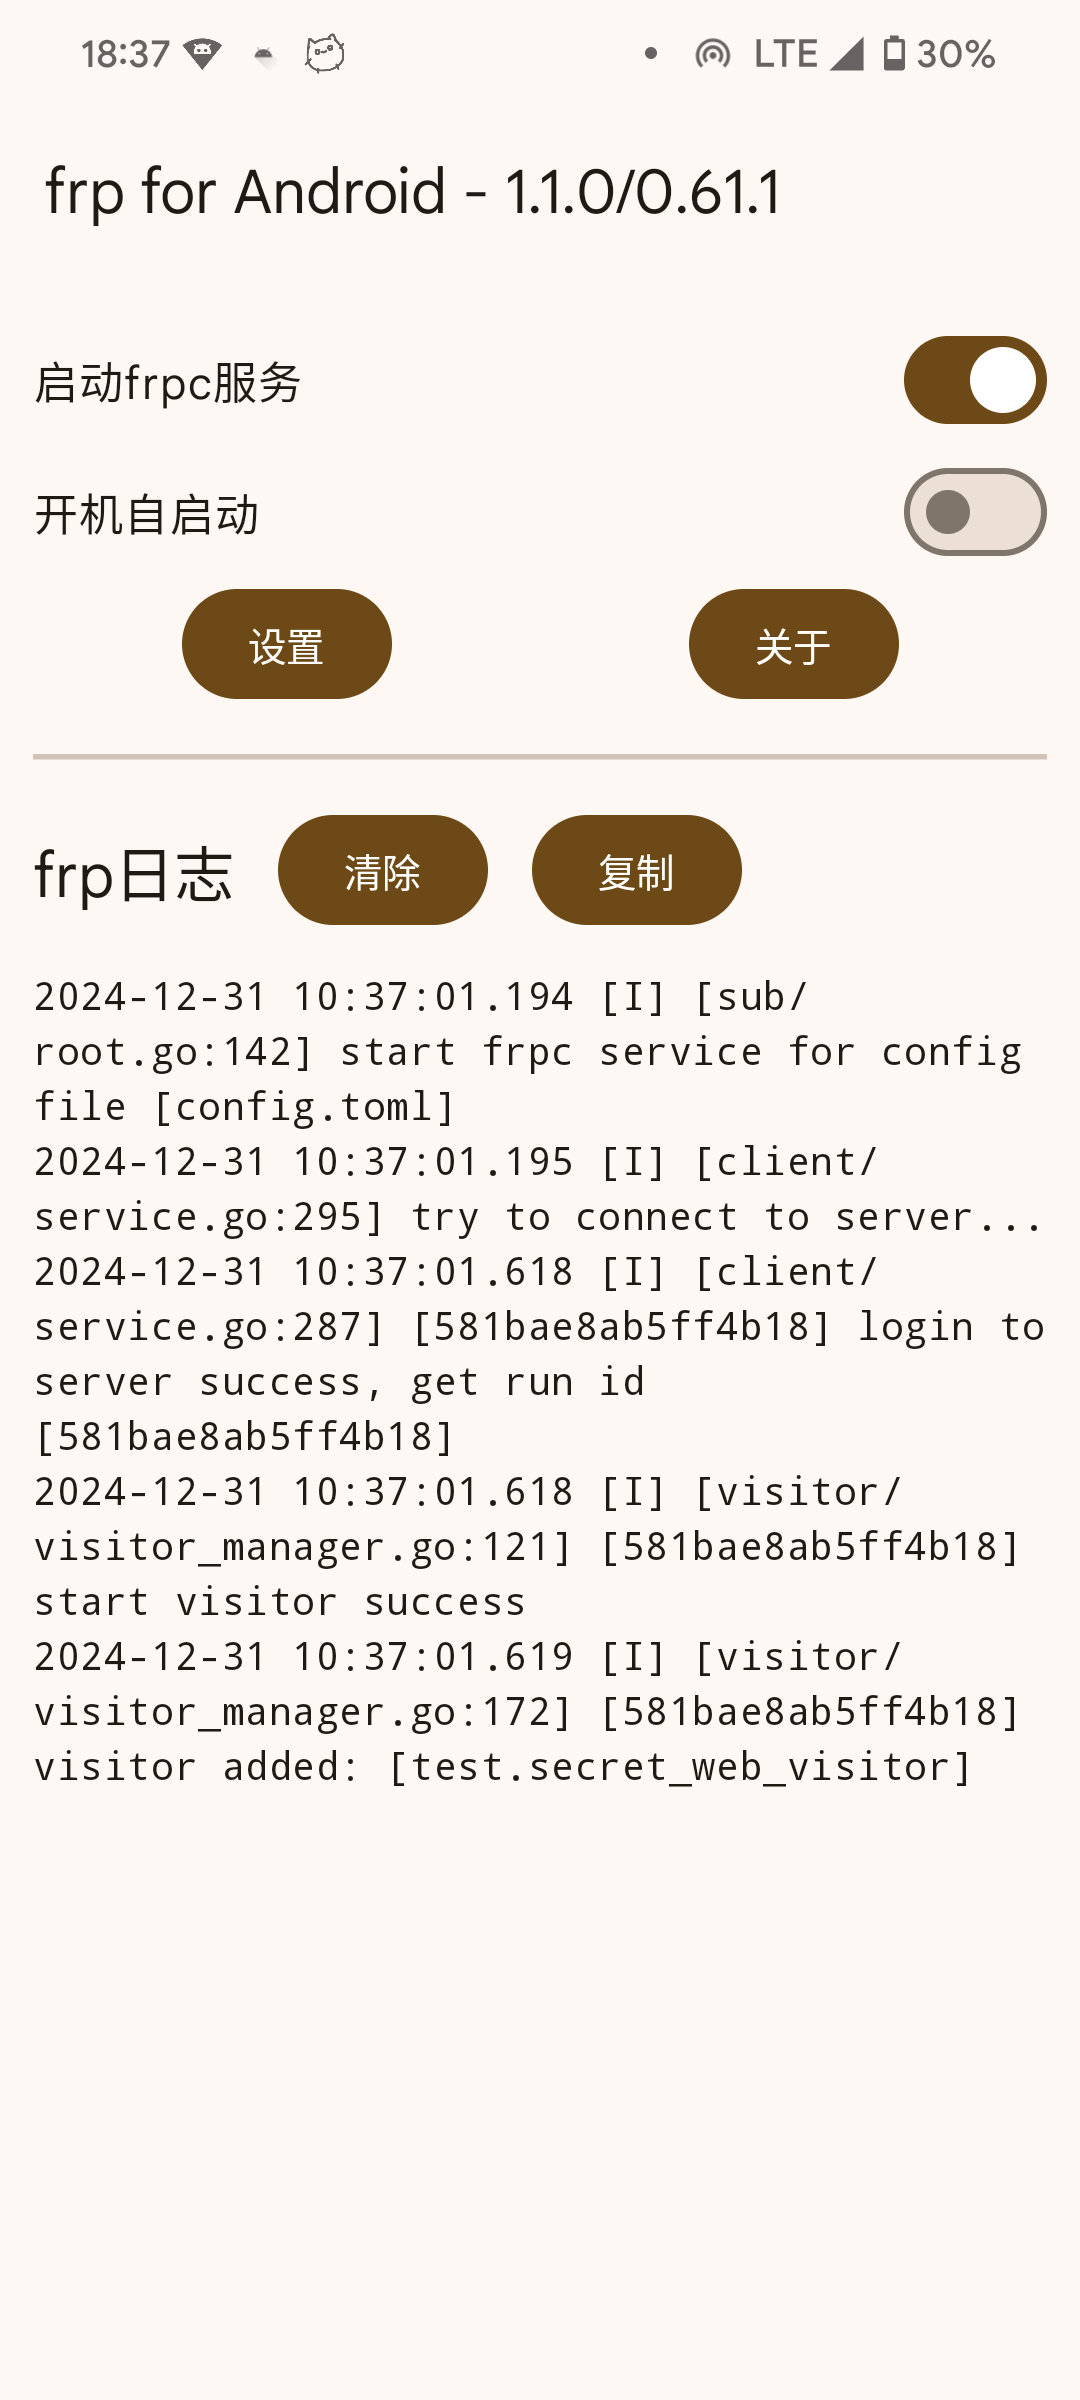 18:37 LTE 30%
frp for Android - 1.1.0/0.61.1
启动frpc服务
开机自启动
设置 关于
frp日志 清除 复制
2024-12-31 10:37:01.194 [I] [sub/
root.go:142] start frpc service for config
file [config.toml]
2024-12-31 10:37:01.195 [I] [client/
service.go:295] try to connect to server...
2024-12-31 10:37:01.618 [I] [client/
service.go:287] [581bae8ab5ff4b18] login to
server success, get run id
[581bae8ab5ff4b18]
2024-12-31 10:37:01.618 [I] [visitor/
visitor_manager.go:121] [581bae8ab5ff4b18]
start visitor success
2024-12-31 10:37:01.619 [I] [visitor/
visitor_manager.go:172] [581bae8ab5ff4b18]
visitor added: [test.secret_web_visitor]